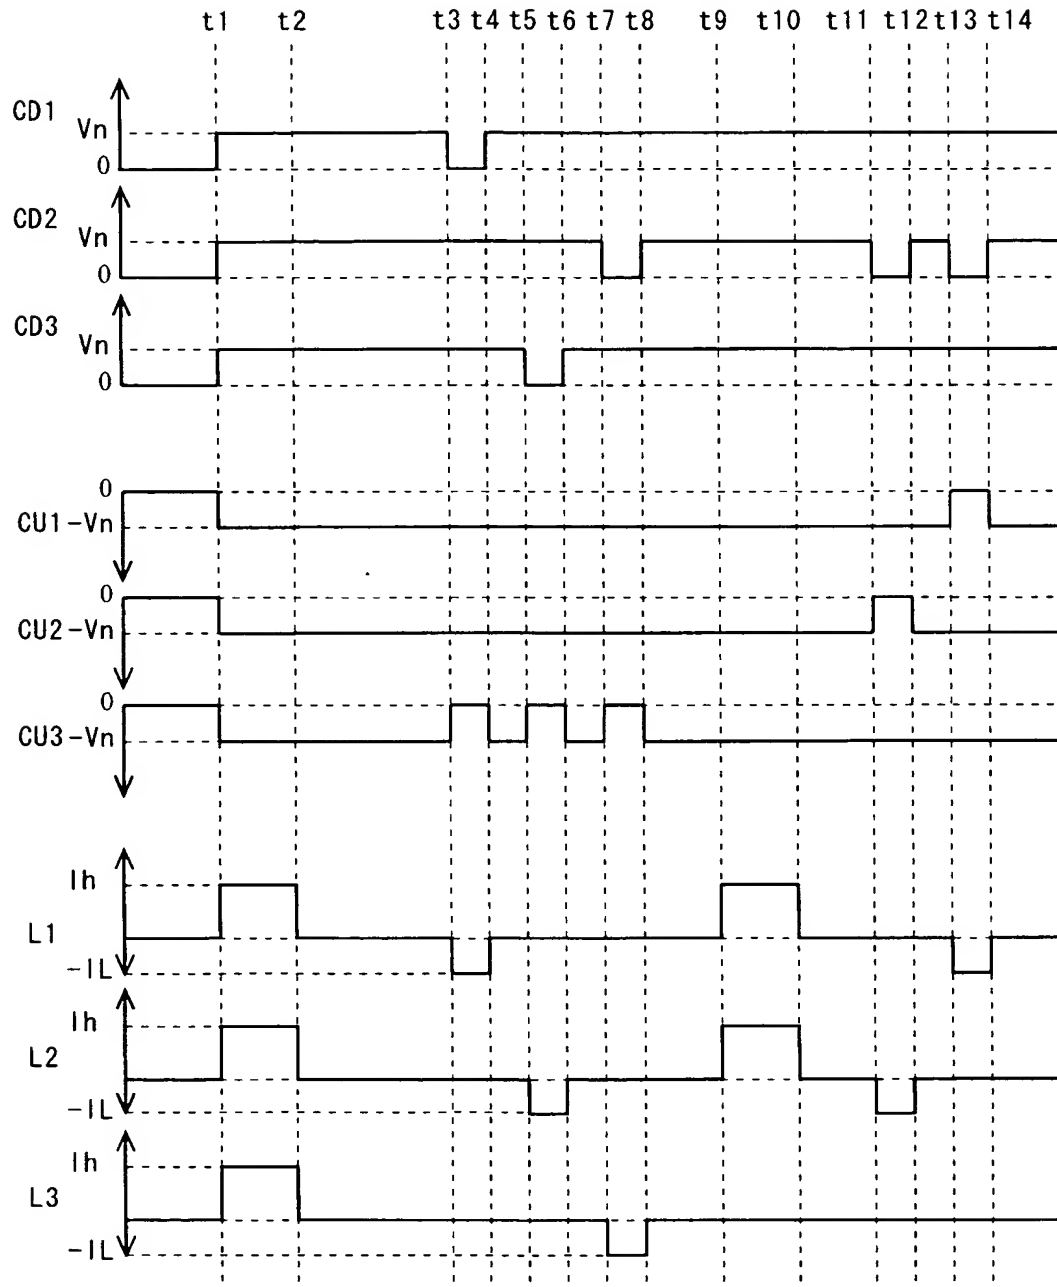 t1 t2 t3 t4 t5 t6 t7 t8 t9 t10 t11 t12 t13 t14
CD1
Vn
0
CD2
Vn
0
CD3
Vn
0
0
CU1 -Vn
0
CU2 -Vn
0
CU3 -Vn
Ih
L1
-IL
Ih
L2
-IL
Ih
L3
-IL